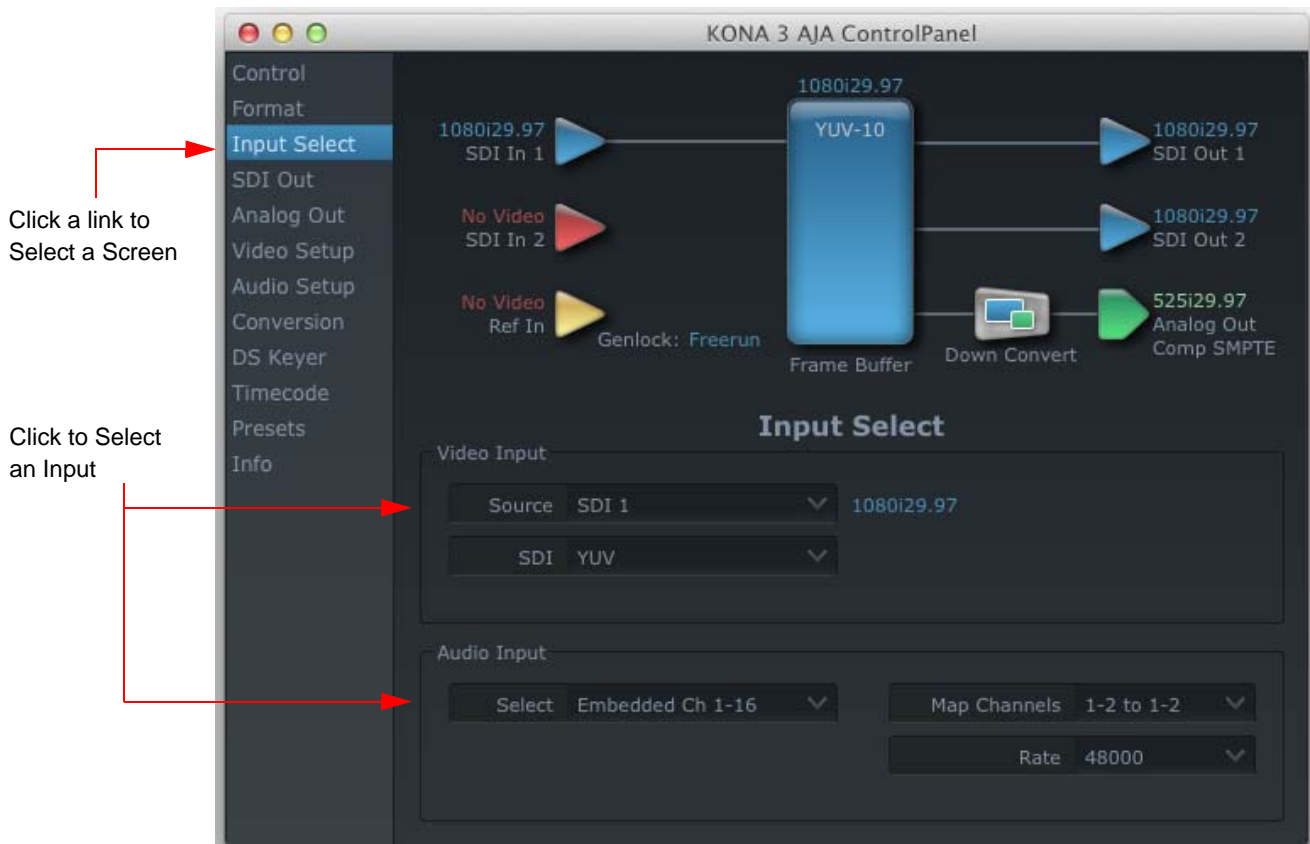 KONA 3 AJA ControlPanel
Control
Format
Input Select
SDI Out
Analog Out
Video Setup
Audio Setup
Conversion
DS Keyer
Timecode
Presets
Info
Click a link to
Select a Screen
Click to Select
an Input
1080i29.97
SDI In 1
No Video
SDI In 2
No Video
Ref In
Genlock: Freerun
1080i29.97
YUV-10
Frame Buffer
Down Convert
1080i29.97
SDI Out 1
1080i29.97
SDI Out 2
525i29.97
Analog Out
Comp SMPTE
Input Select
Video Input
Source SDI 1 1080i29.97
SDI YUV
Audio Input
Select Embedded Ch 1-16 Map Channels 1-2 to 1-2
Rate 48000